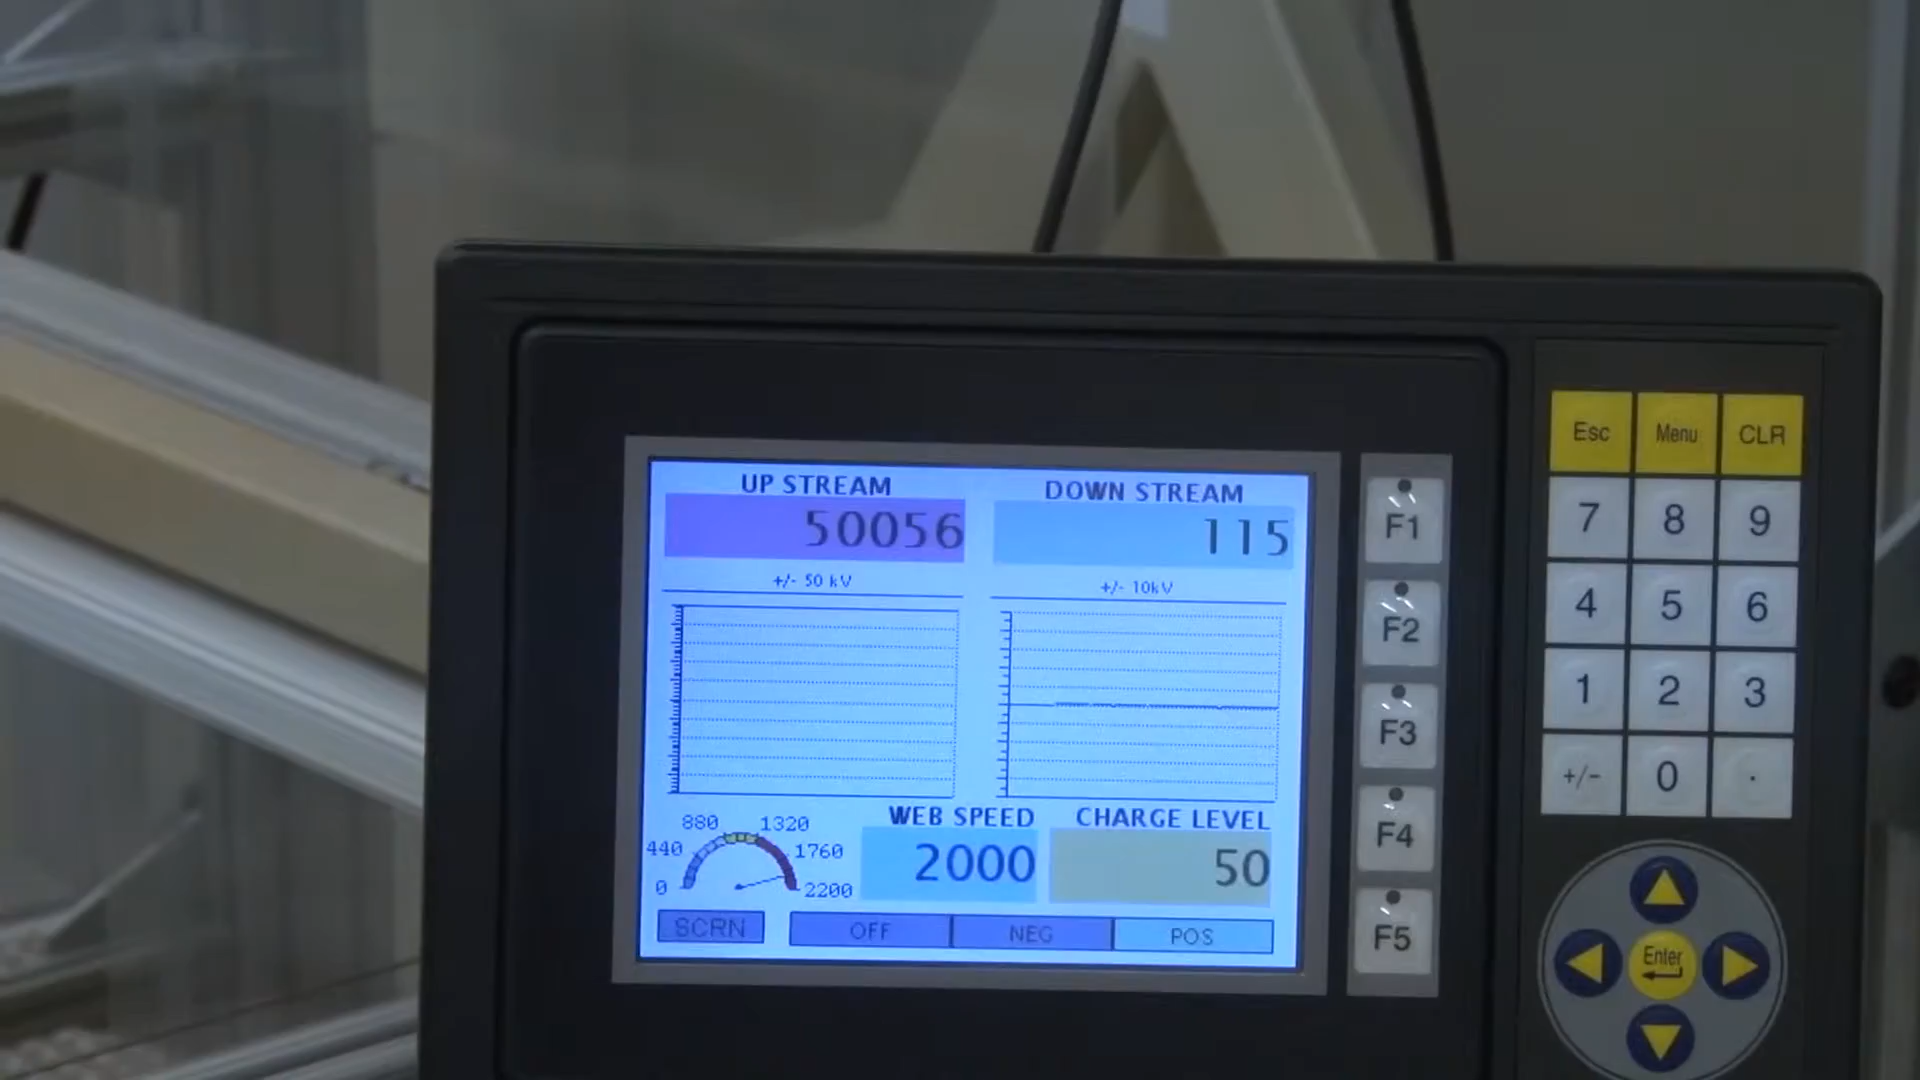 UP STREAM
50056
+/- 50 kV
DOWN STREAM
115
+/- 10kV
0
440
880
1320
1760
2200
WEB SPEED
2000
CHARGE LEVEL
50
SCRN
OFF
NEG
POS
F1
F2
F3
F4
F5
Esc Menu CLR
7 8 9
4 5 6
1 2 3
+/- 0 .
Enter